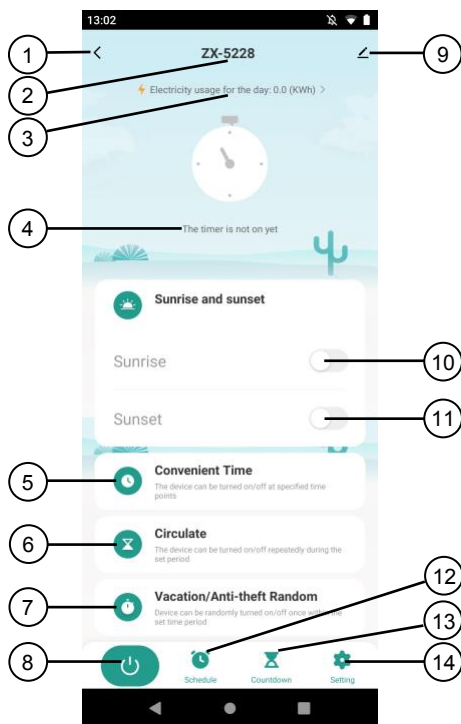 13:02
1
ZX-5228
9
2
Electricity usage for the day: 0.0 (KWh) >
3
4
The timer is not on yet
Sunrise and sunset
Sunrise
10
Sunset
11
5
Convenient Time
The device can be turned on/off at specified time
points
6
Circulate
The device can be turned on/off repeatedly during the
set period
12
7
Vacation/Anti-theft Random
Device can be randomly turned on/off once within the
set time period
13
8
14
Schedule
Countdown
Setting